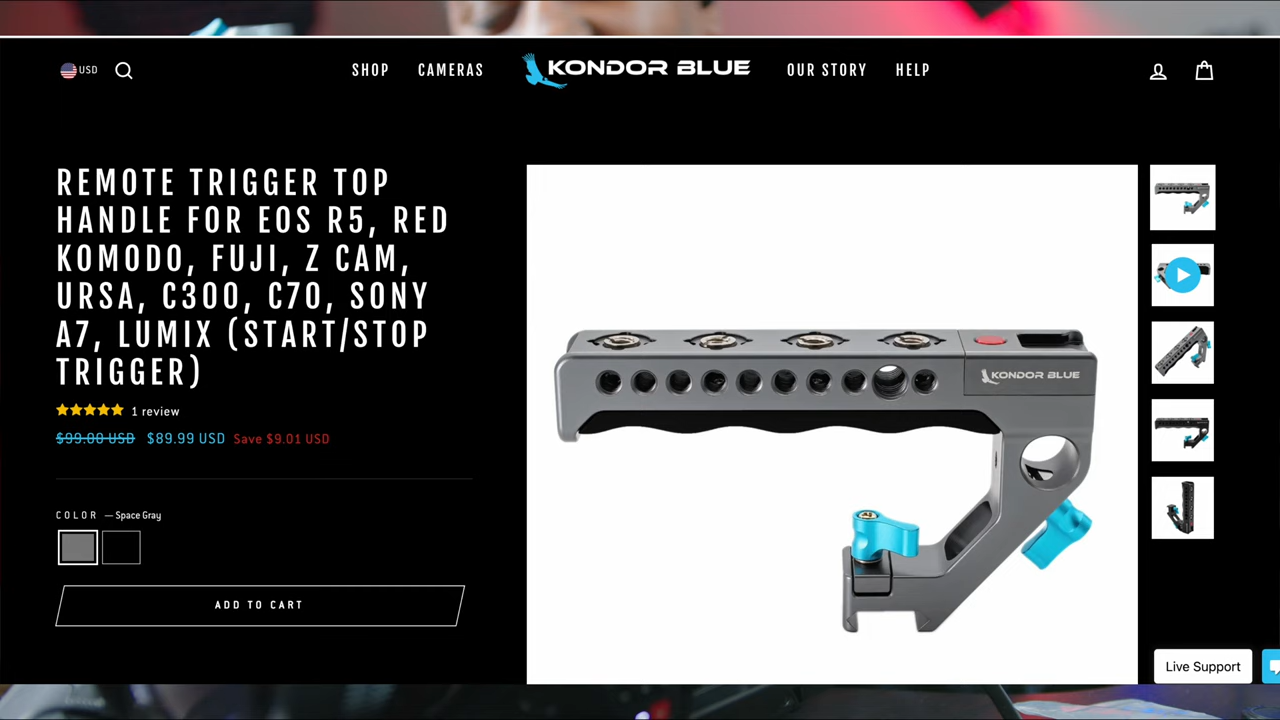 USD
SHOP
CAMERAS
KONDOR BLUE
OUR STORY
HELP
REMOTE TRIGGER TOP
HANDLE FOR EOS R5, RED
KOMODO, FUJI, Z CAM,
URSA, C300, C70, SONY
A7, LUMIX (START/STOP
TRIGGER)
1 review
$99.00 USD $89.99 USD Save $9.01 USD
COLOR — Space Gray
ADD TO CART
KONDOR BLUE
Live Support